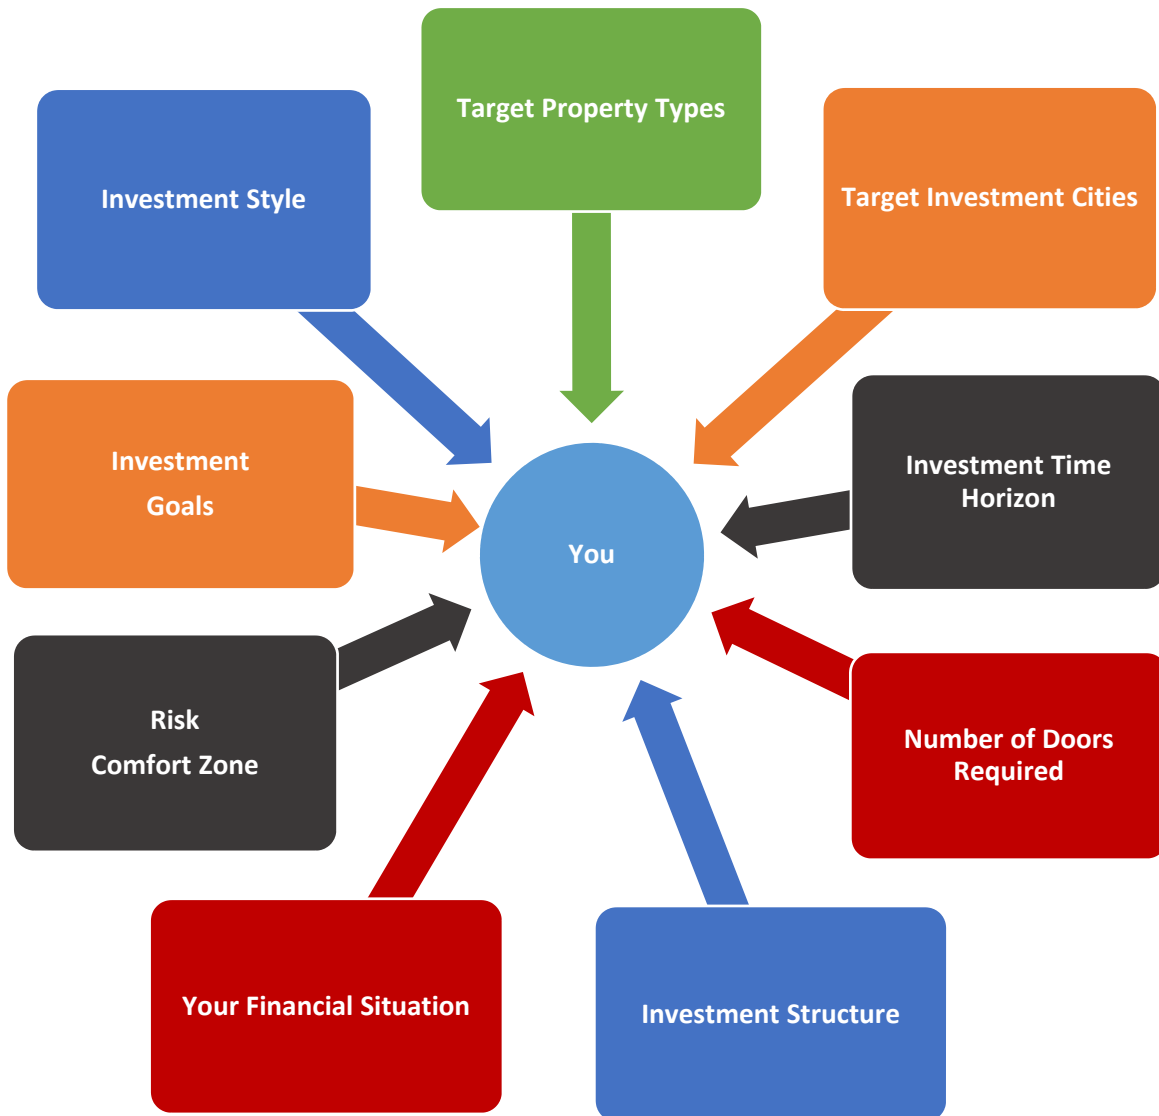 Target Property Types
Investment Style
Target Investment Cities
Investment
Goals
Investment Time
Horizon
You
Risk
Comfort Zone
Number of Doors
Required
Your Financial Situation
Investment Structure